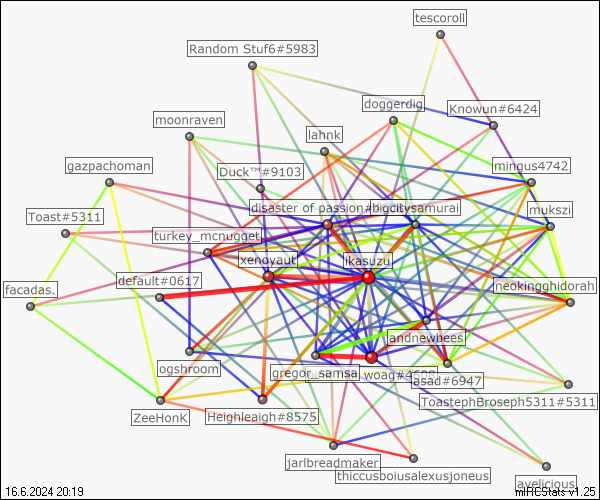 tescoroll
Random Stuf6#5983
doggerdig
Knowun#6424
moonraven
lahnk
gazpachoman
Duck™#9103
mingus4742
disaster of passion#
bigcitysamurai
Toast#5311
mukszi
turkey_mcnugget
xenoyaut
ikasuzu
default#0617
neokingghidorah
facadas.
andnewbees
ogshroom
gregor_samsa
woag#4608
asad#6947
ToastephBroseph5311#5311
ZeeHonK
Heighleaigh#8575
jarlbreadmaker
thiccusboiusalexusjoneus
avelicious
16.6.2024 20:19
mIRCStats v1.25